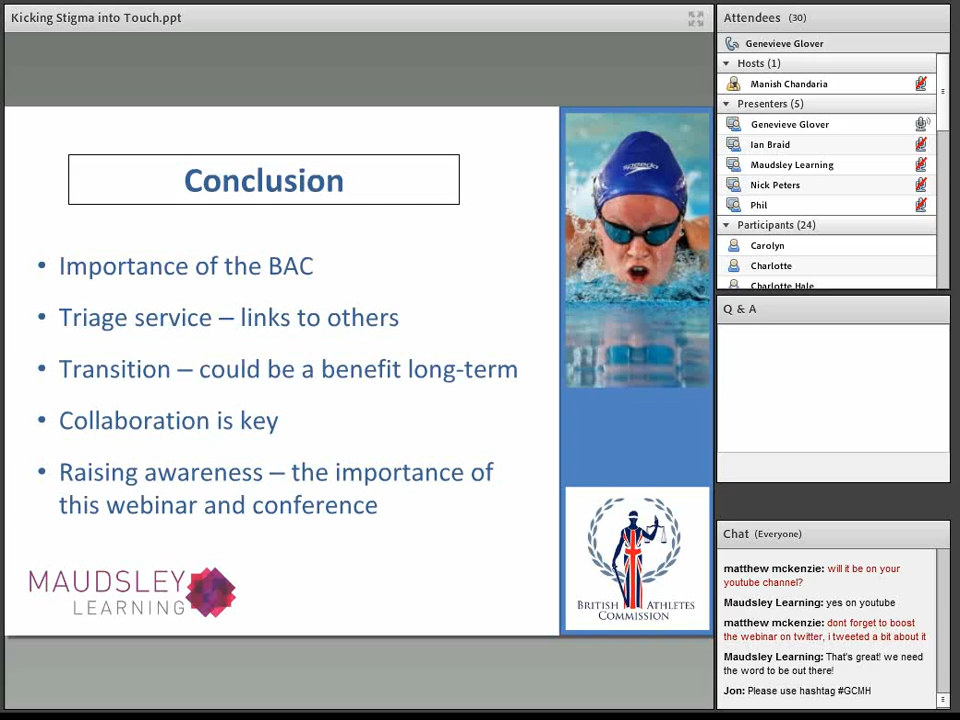 Kicking Stigma into Touch.ppt
Conclusion
• Importance of the BAC
• Triage service – links to others
• Transition – could be a benefit long-term
• Collaboration is key
• Raising awareness – the importance of
this webinar and conference
MAUDSLEY
LEARNING
speedo
BRITISH ATHLETES
COMMISSION
Attendees (30)
Genevieve Glover
Hosts (1)
Manish Chandaria
Presenters (5)
Genevieve Glover
Ian Braid
Maudsley Learning
Nick Peters
Phil
Participants (24)
Carolyn
Charlotte
Charlotte Hale
Q & A
Chat (Everyone)
matthew mckenzie: will it be on your
youtube channel?
Maudsley Learning: yes on youtube
matthew mckenzie: dont forget to boost
the webinar on twitter, i tweeted a bit about it
Maudsley Learning: That's great! we need
the word to be out there!
Jon: Please use hashtag #GCMH